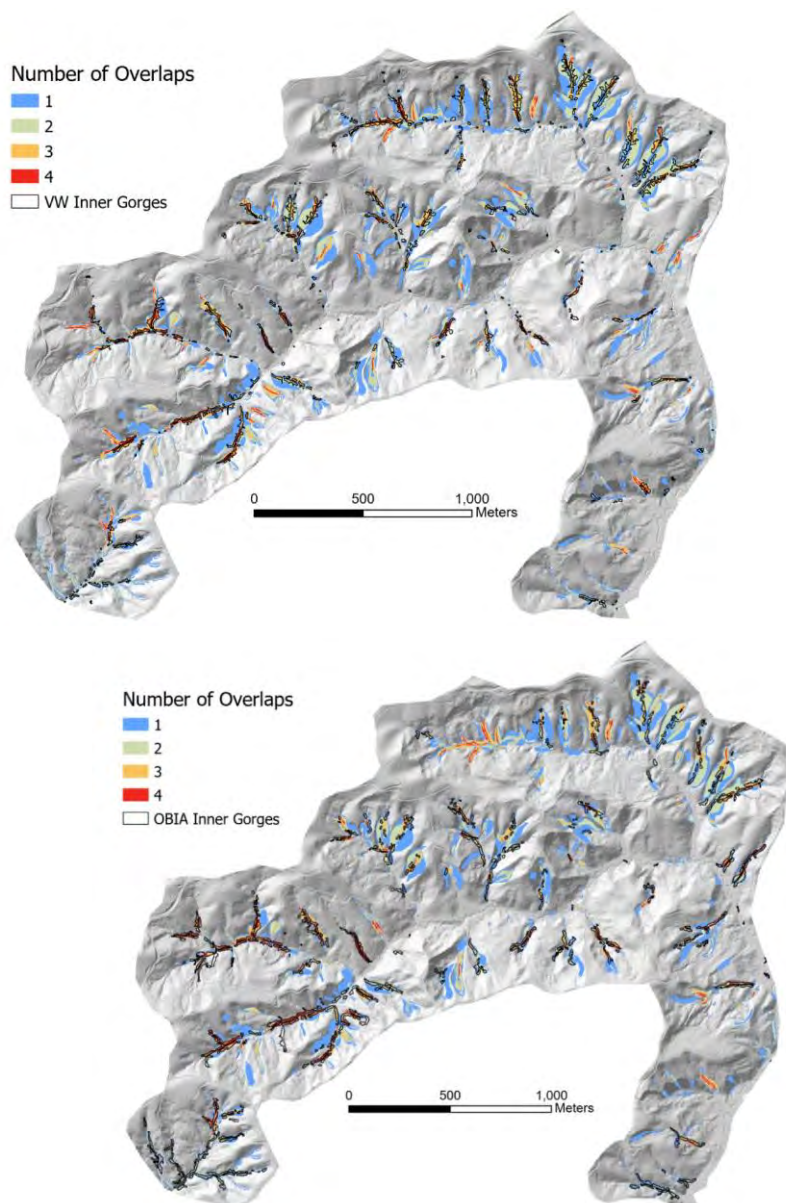 Number of Overlaps
1
2
3
4
VW Inner Gorges
0 500 1,000
Meters
Number of Overlaps
1
2
3
4
OBIA Inner Gorges
0 500 1,000
Meters